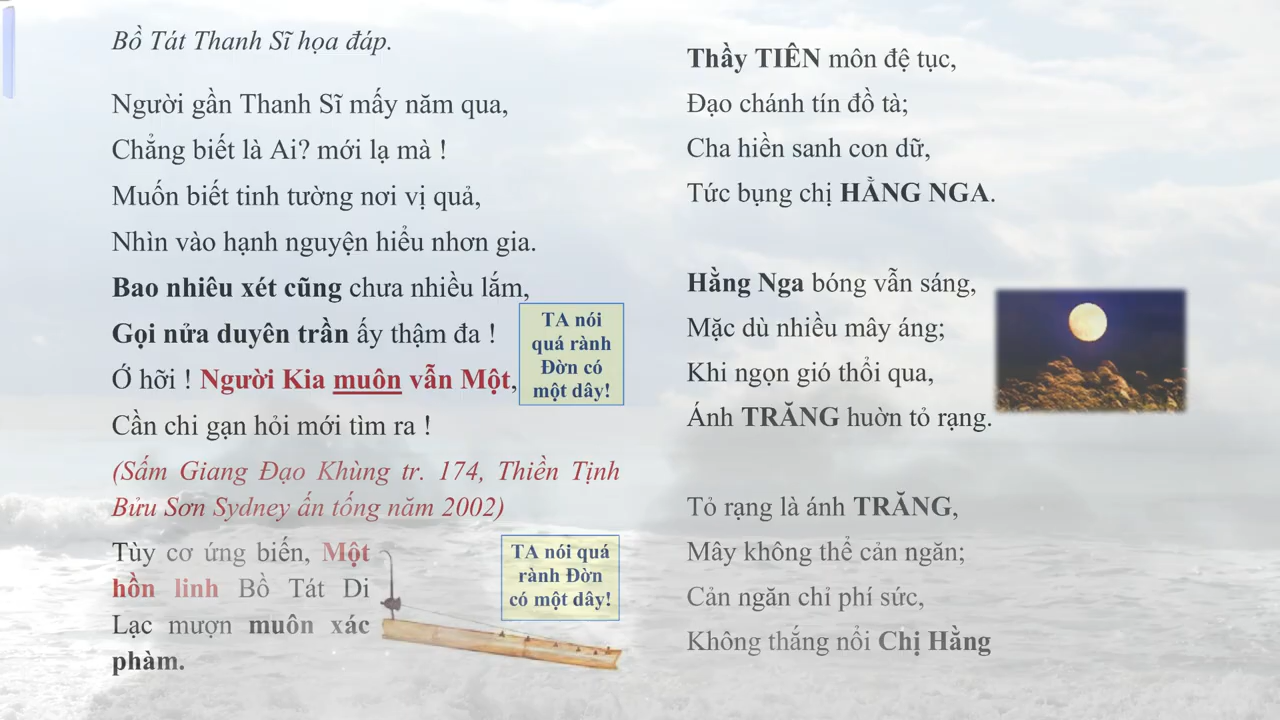 Bồ Tát Thanh Sĩ họa đáp.
Người gần Thanh Sĩ mấy năm qua,
Chẳng biết là Ai? mới lạ mà !
Muốn biết tinh tường nơi vị quả,
Nhìn vào hạnh nguyện hiểu nhơn gia.
Bao nhiêu xét cũng chưa nhiều lắm,
Gọi nửa duyên trần ấy thậm đa !
Ớ hỡi ! Người Kia muôn vẫn Một,
Cần chi gạn hỏi mới tìm ra !
TA nói
quá rành
Đờn có
một dây!
(Sấm Giang Đạo Khùng tr. 174, Thiền Tịnh
Bửu Sơn Sydney ấn tống năm 2002)
Tùy cơ ứng biến, Một
hồn linh Bồ Tát Di
Lạc mượn muôn xác
phàm.
TA nói quá
rành Đờn
có một dây!
Thầy TIÊN môn đệ tục,
Đạo chánh tín đồ tà;
Cha hiền sanh con dữ,
Tức bụng chị HẰNG NGA.
Hằng Nga bóng vẫn sáng,
Mặc dù nhiều mây áng;
Khi ngọn gió thổi qua,
Ánh TRĂNG huờn tỏ rạng.
Tỏ rạng là ánh TRĂNG,
Mây không thể cản ngăn;
Cản ngăn chỉ phí sức,
Không thắng nổi Chị Hằng